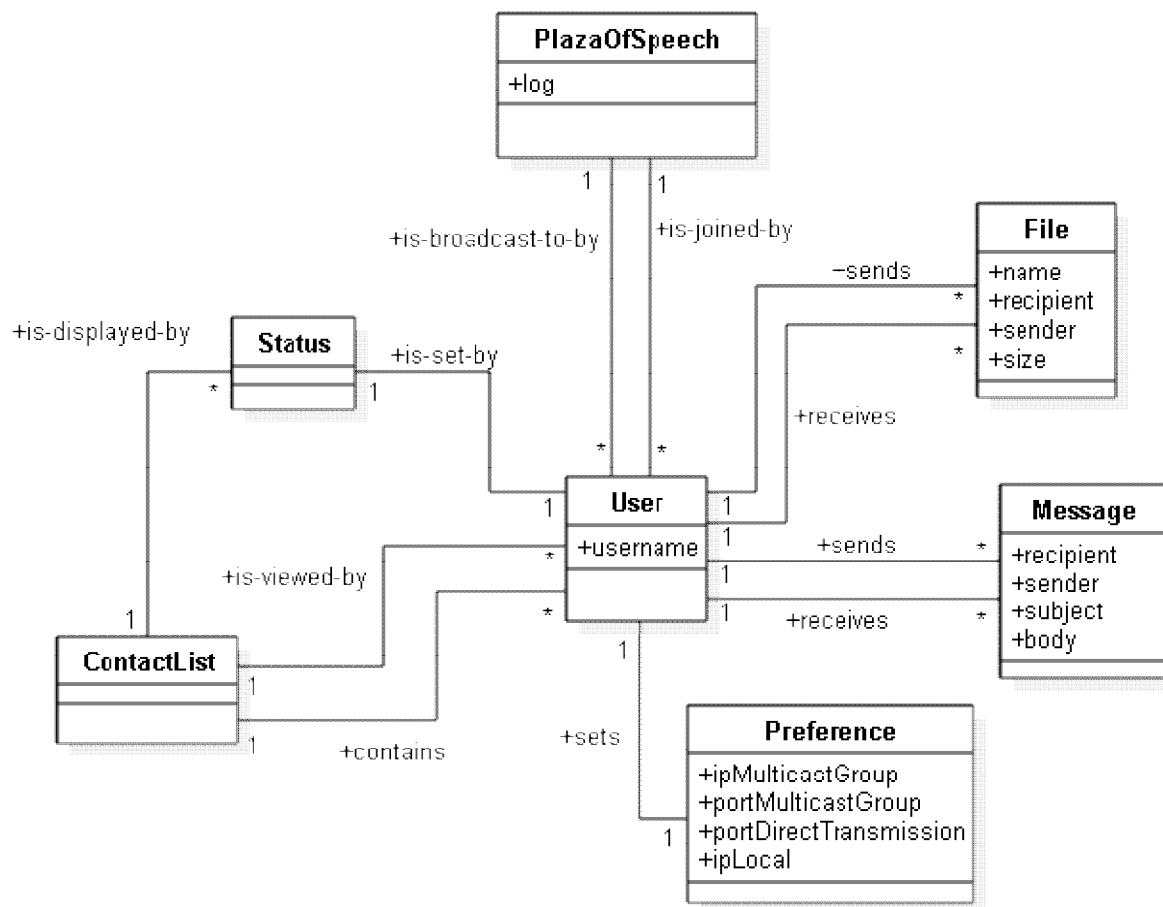 PlazaOfSpeech
+log
1
1
+is-broadcast-to-by
+is-joined-by
*
*
File
+name
+recipient
+sender
+size
−sends
*
*
+receives
+is-displayed-by
Status
*
+is-set-by
1
1
User
+username
1
1
1
1
*
*
+is-viewed-by
+sends
*
+receives
*
Message
+recipient
+sender
+subject
+body
1
ContactList
1
1
+contains
1
+sets
1
Preference
+ipMulticastGroup
+portMulticastGroup
+portDirectTransmission
+ipLocal